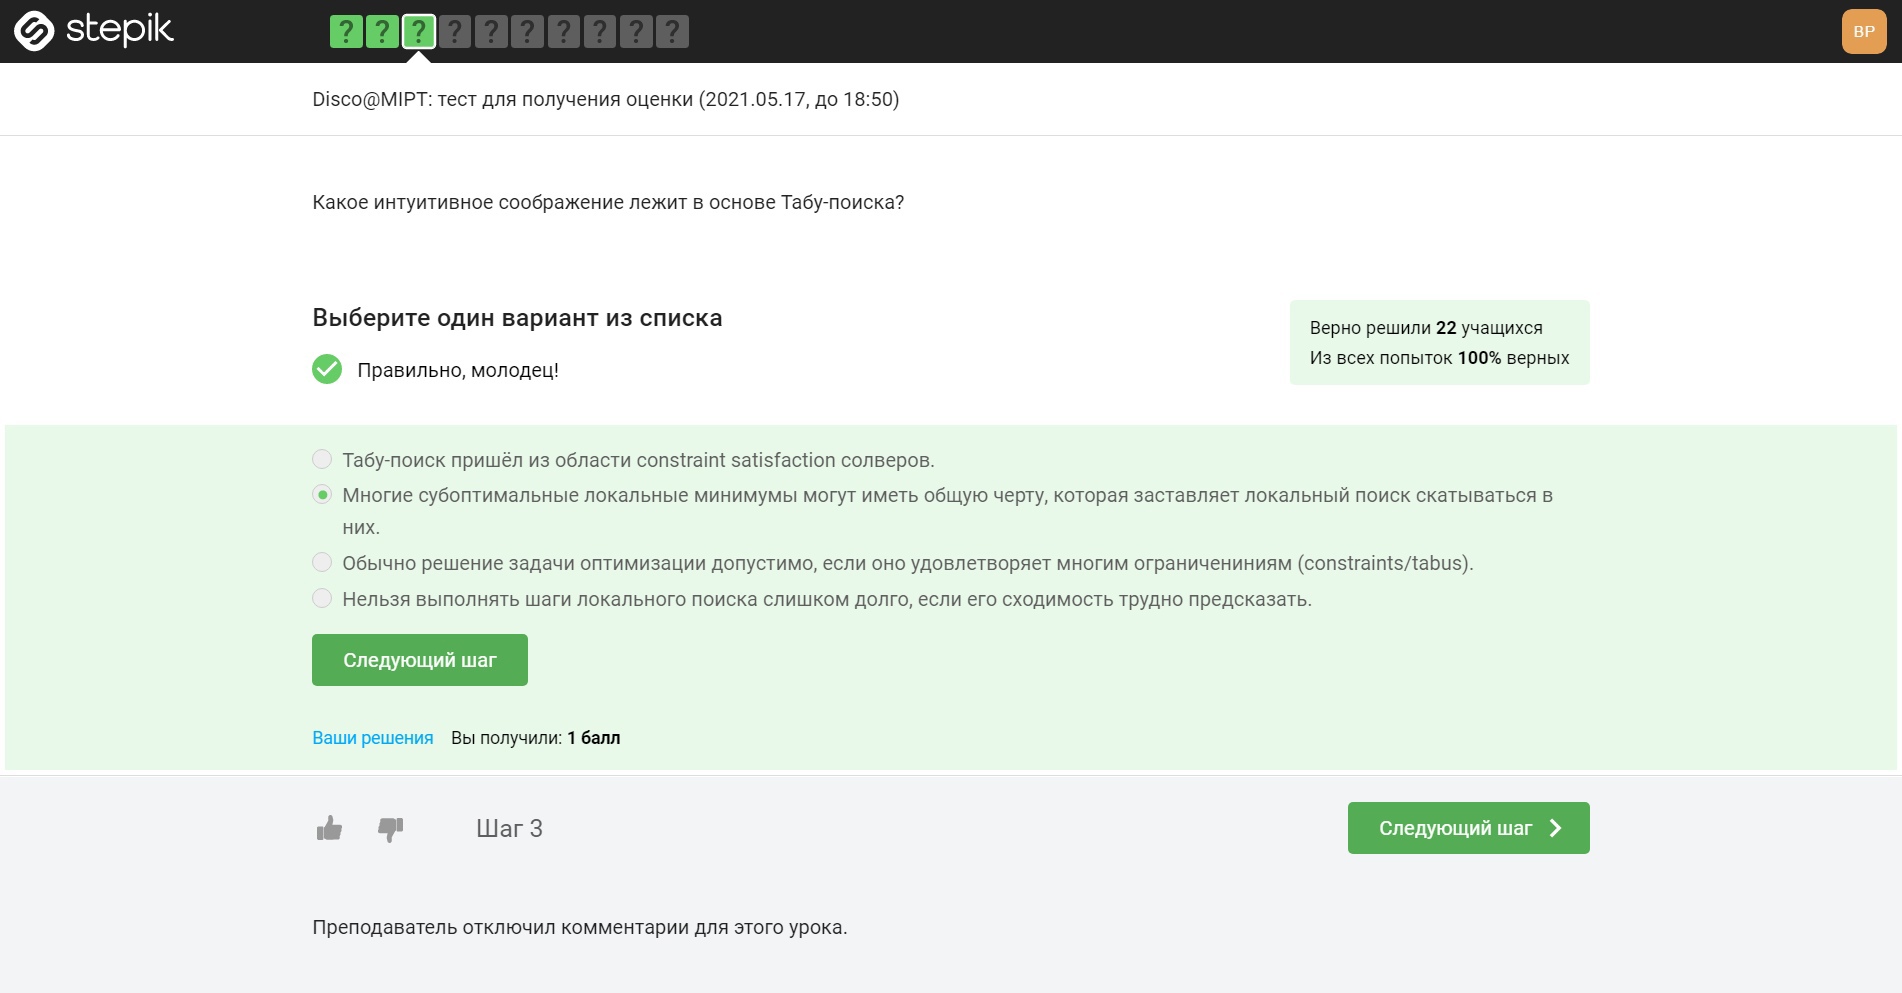 stepik
? ? ? ? ? ? ? ? ? ?
BP
Disco@MIPT: тест для получения оценки (2021.05.17, до 18:50)
Какое интуитивное соображение лежит в основе Табу-поиска?
Выберите один вариант из списка
Правильно, молодец!
Верно решили 22 учащихся
Из всех попыток 100% верных
Табу-поиск пришёл из области constraint satisfaction солверов.
Многие субоптимальные локальные минимумы могут иметь общую черту, которая заставляет локальный поиск скатываться в
них.
Обычно решение задачи оптимизации допустимо, если оно удовлетворяет многим ограничениниям (constraints/tabus).
Нельзя выполнять шаги локального поиска слишком долго, если его сходимость трудно предсказать.
Следующий шаг
Ваши решения Вы получили: 1 балл
Шаг 3
Следующий шаг
Преподаватель отключил комментарии для этого урока.